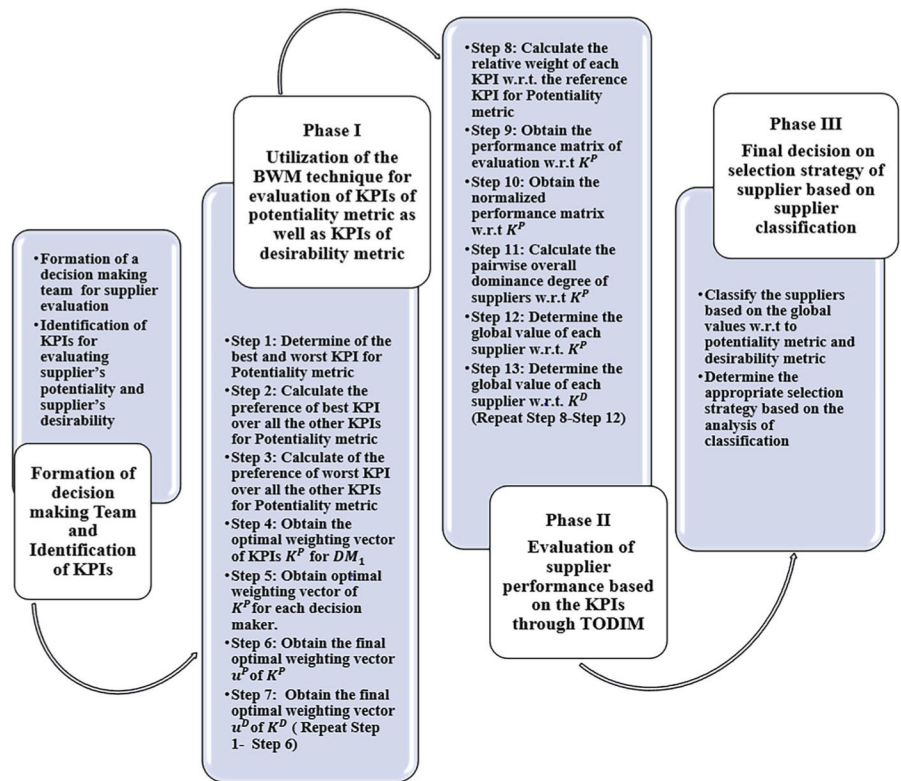 •Formation of a
decision making
team for supplier
evaluation
•Identification of
KPIs for
evaluating
supplier's
potentiality and
supplier's
desirability
Formation of
decision
making Team
and
Identification
of KPIs
Phase I
Utilization of the
BWM technique for
evaluation of KPIs of
potentiality metric as
well as KPIs of
desirability metric
•Step 1: Determine of the
best and worst KPI for
Potentiality metric
•Step 2: Calculate the
preference of best KPI
over all the other KPIs
for Potentiality metric
•Step 3: Calculate of the
preference of worst KPI
over all the other KPIs
for Potentiality metric
•Step 4: Obtain the
optimal weighting vector
of KPIs K^P for DM_1
•Step 5: Obtain optimal
weighting vector of
K^P for each decision
maker.
•Step 6: Obtain the final
optimal weighting vector
u^P of K^P
•Step 7: Obtain the final
optimal weighting vector
u^D of K^D ( Repeat Step
1- Step 6)
•Step 8: Calculate the
relative weight of each
KPI w.r.t. the reference
KPI for Potentiality
metric
•Step 9: Obtain the
performance matrix of
evaluation w.r.t K^P
•Step 10: Obtain the
normalized
performance matrix
w.r.t K^P
•Step 11: Calculate the
pairwise overall
dominance degree of
suppliers w.r.t K^P
•Step 12: Determine the
global value of each
supplier w.r.t. K^P
•Step 13: Determine the
global value of each
supplier w.r.t. K^D
(Repeat Step 8-Step 12)
Phase II
Evaluation of
supplier
performance based
on the KPIs
through TODIM
Phase III
Final decision on
selection strategy of
supplier based on
supplier
classification
•Classify the suppliers
based on the global
values w.r.t to
potentiality metric and
desirability metric
•Determine the
appropriate selection
strategy based on the
analysis of
classification